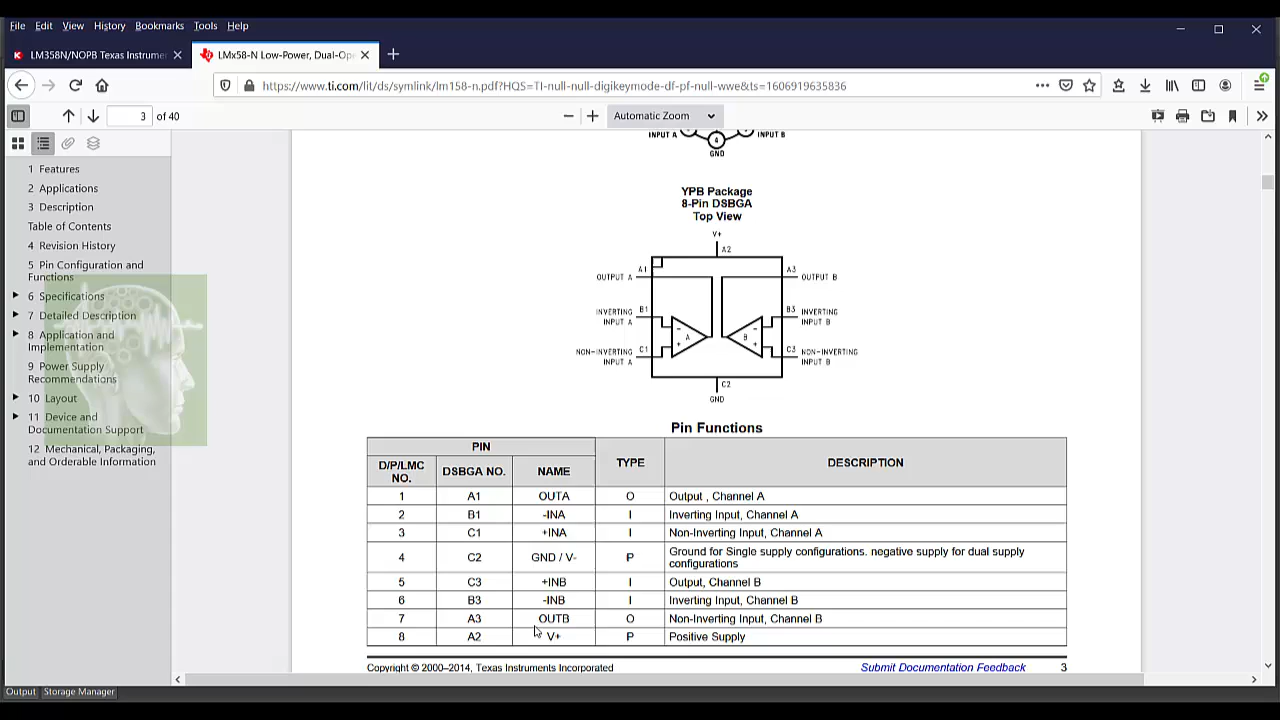 File Edit View History Bookmarks Tools Help
LM358N/NOPB Texas Instrume
LMx58-N Low-Power, Dual-Ope
https://www.ti.com/lit/ds/symlink/lm158-n.pdf?HQS=TI-null-null-digikeymode-df-pf-null-wwe&ts=1606919635836
3 of 40
Automatic Zoom
1 Features
2 Applications
3 Description
Table of Contents
4 Revision History
5 Pin Configuration and
Functions
6 Specifications
7 Detailed Description
8 Application and
Implementation
9 Power Supply
Recommendations
10 Layout
11 Device and
Documentation Support
12 Mechanical, Packaging,
and Orderable Information
INPUT A 4 INPUT B
GND
YPB Package
8-Pin DSBGA
Top View
V+
A2
A1 A3
OUTPUT A OUTPUT B
INVERTING B1 B3 INVERTING
INPUT A INPUT B
- A + - B +
NON-INVERTING C1 C3 NON-INVERTING
INPUT A INPUT B
C2
GND
Pin Functions
PIN TYPE DESCRIPTION
D/P/LMC NO. DSBGA NO. NAME
1 A1 OUTA O Output , Channel A
2 B1 -INA I Inverting Input, Channel A
3 C1 +INA I Non-Inverting Input, Channel A
4 C2 GND / V- P Ground for Single supply configurations. negative supply for dual supply
configurations
5 C3 +INB I Output, Channel B
6 B3 -INB I Inverting Input, Channel B
7 A3 OUTB O Non-Inverting Input, Channel B
8 A2 V+ P Positive Supply
Copyright © 2000–2014, Texas Instruments Incorporated Submit Documentation Feedback 3
Output Storage Manager